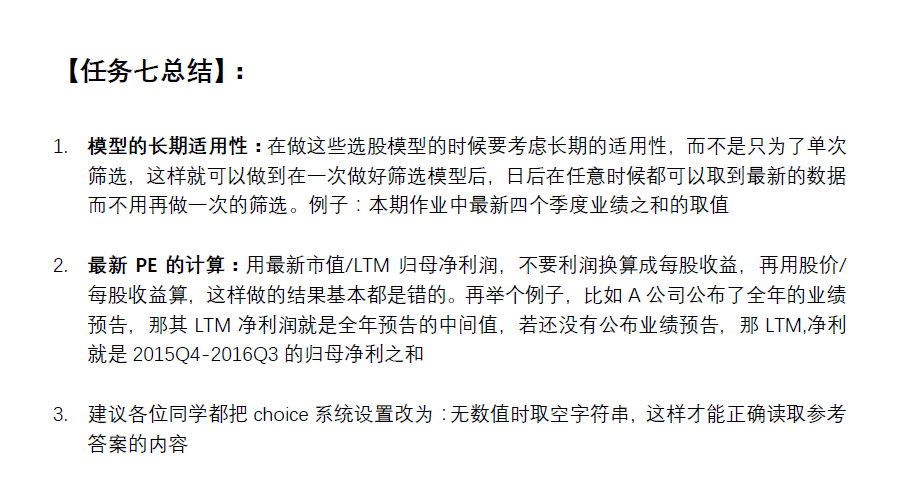 【任务七总结】:
1. 模型的长期适用性:在做这些选股模型的时候要考虑长期的适用性，而不是只为了单次
筛选，这样就可以做到在一次做好筛选模型后，日后在任意时候都可以取到最新的数据
而不用再做一次的筛选。例子：本期作业中最新四个季度业绩之和的取值
2. 最新 PE 的计算:用最新市值/LTM 归母净利润，不要利润换算成每股收益，再用股价/
每股收益算，这样做的结果基本都是错的。再举个例子，比如 A 公司公布了全年的业绩
预告，那其 LTM 净利润就是全年预告的中间值，若还没有公布业绩预告，那 LTM,净利
就是 2015Q4-2016Q3 的归母净利之和
3. 建议各位同学都把 choice 系统设置改为：无数值时取空字符串，这样才能正确读取参考
答案的内容